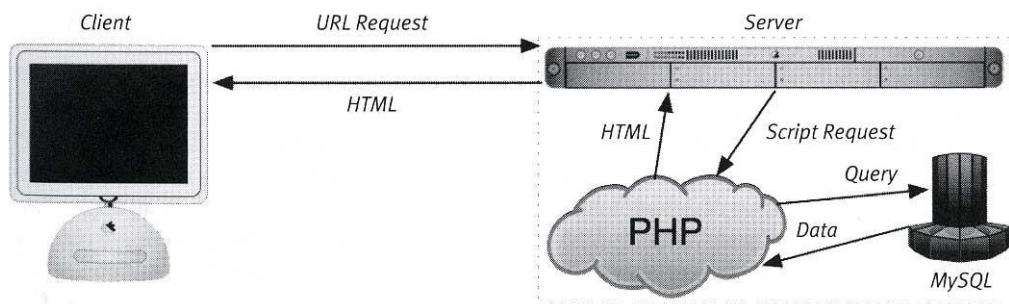 Client
URL Request
Server
HTML
HTML
Script Request
Query
PHP
Data
MySQL